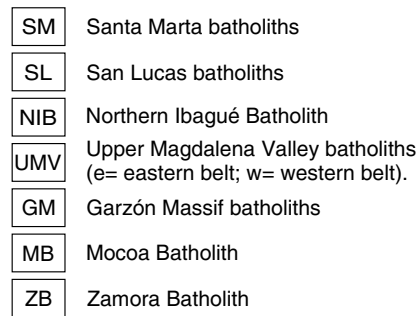 SM Santa Marta batholiths
SL San Lucas batholiths
NIB Northern Ibagué Batholith
UMV Upper Magdalena Valley batholiths
(e= eastern belt; w= western belt).
GM Garzón Massif batholiths
MB Mocoa Batholith
ZB Zamora Batholith